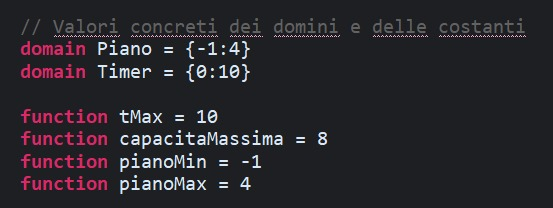 // Valori concreti dei domini e delle costanti
domain Piano = {-1:4}
domain Timer = {0:10}
function tMax = 10
function capacitaMassima = 8
function pianoMin = -1
function pianoMax = 4